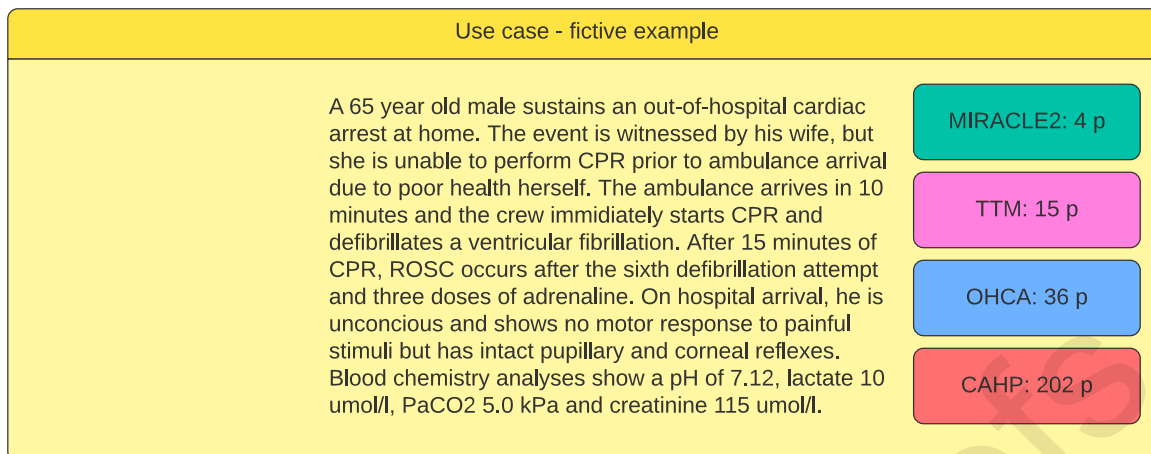 Use case - fictive example
A 65 year old male sustains an out-of-hospital cardiac
arrest at home. The event is witnessed by his wife, but
she is unable to perform CPR prior to ambulance arrival
due to poor health herself. The ambulance arrives in 10
minutes and the crew immidiately starts CPR and
defibrillates a ventricular fibrillation. After 15 minutes of
CPR, ROSC occurs after the sixth defibrillation attempt
and three doses of adrenaline. On hospital arrival, he is
unconcious and shows no motor response to painful
stimuli but has intact pupillary and corneal reflexes.
Blood chemistry analyses show a pH of 7.12, lactate 10
umol/l, PaCO2 5.0 kPa and creatinine 115 umol/l.
MIRACLE2: 4 p
TTM: 15 p
OHCA: 36 p
CAHP: 202 p